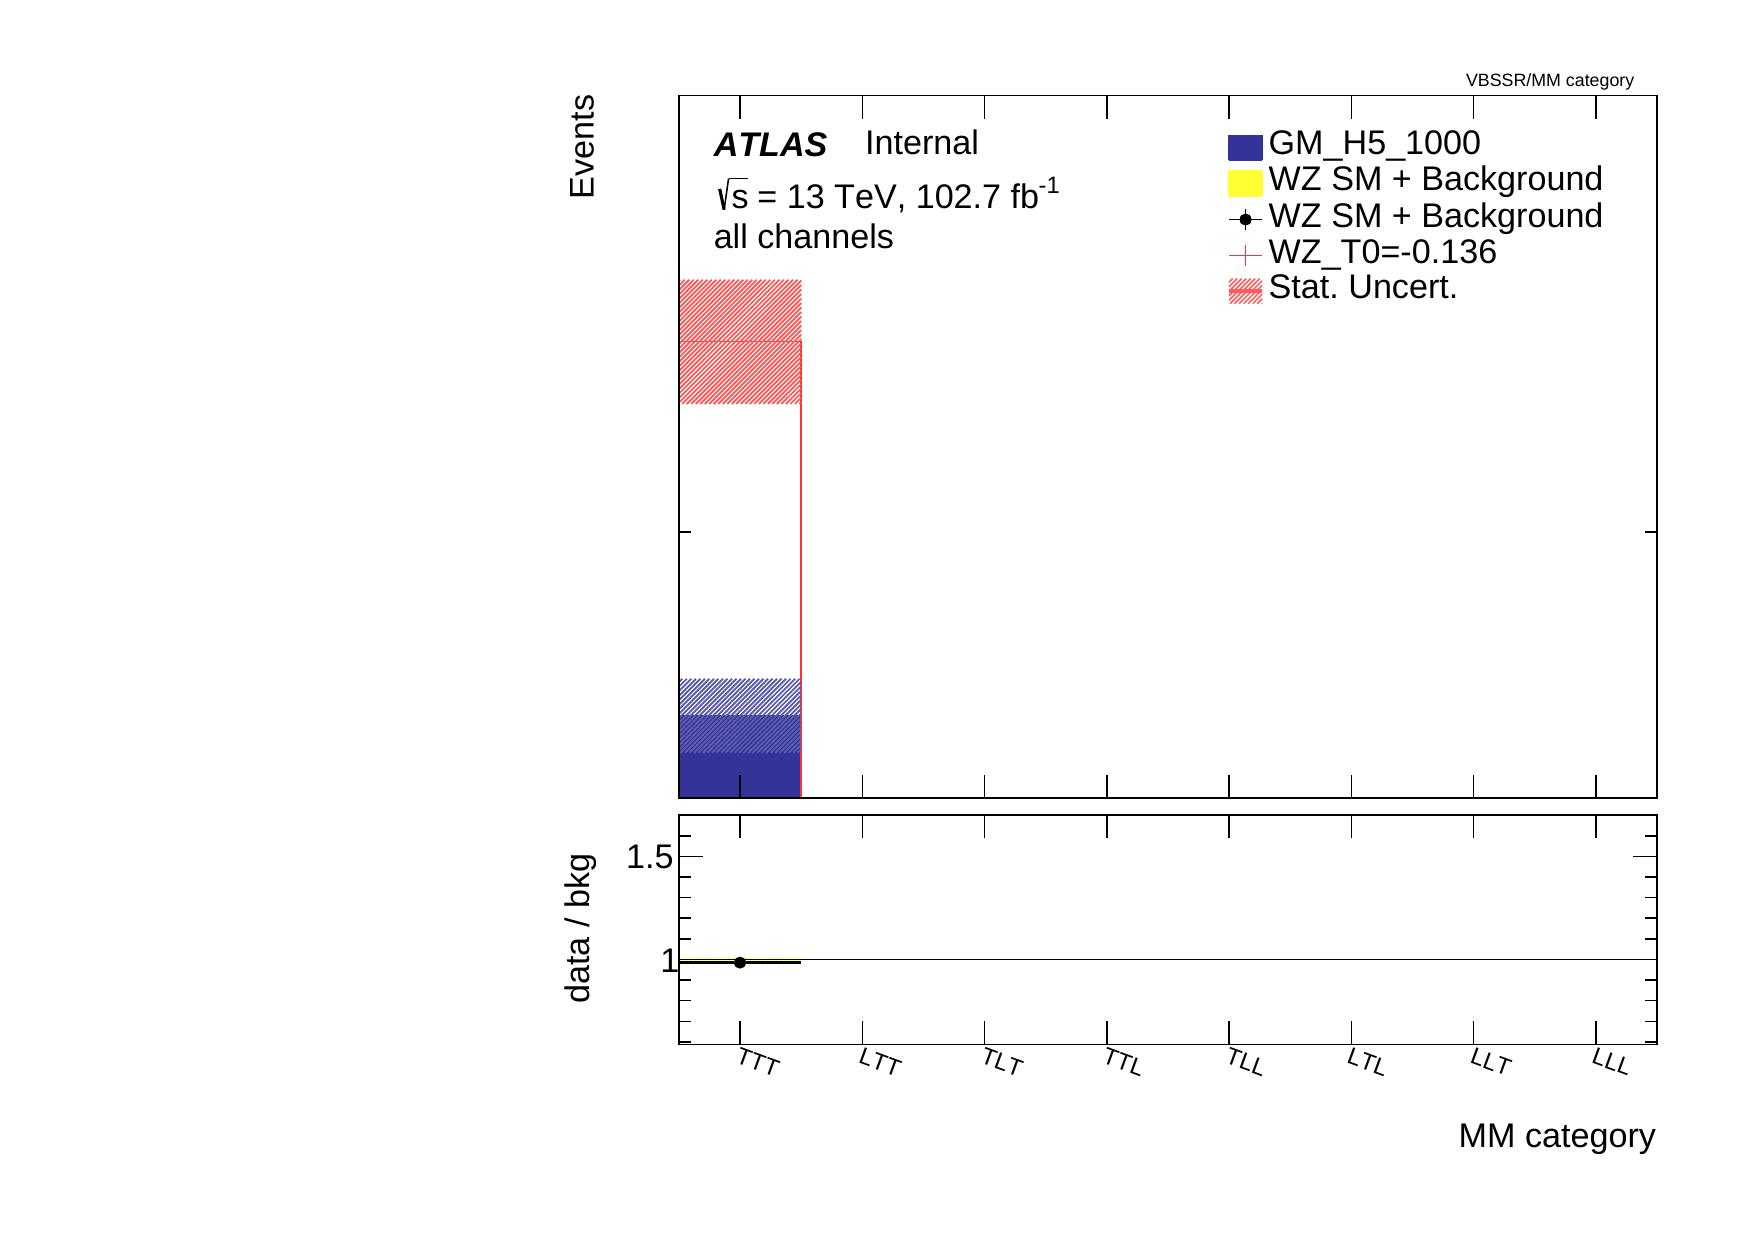 VBSSR/MM category
Events
ATLAS Internal
√s = 13 TeV, 102.7 fb-1
all channels
GM_H5_1000
WZ SM + Background
WZ SM + Background
WZ_T0=-0.136
Stat. Uncert.
data / bkg
1.5
1
TTT LTT TLT TTL TLL LTL LLT LLL
MM category